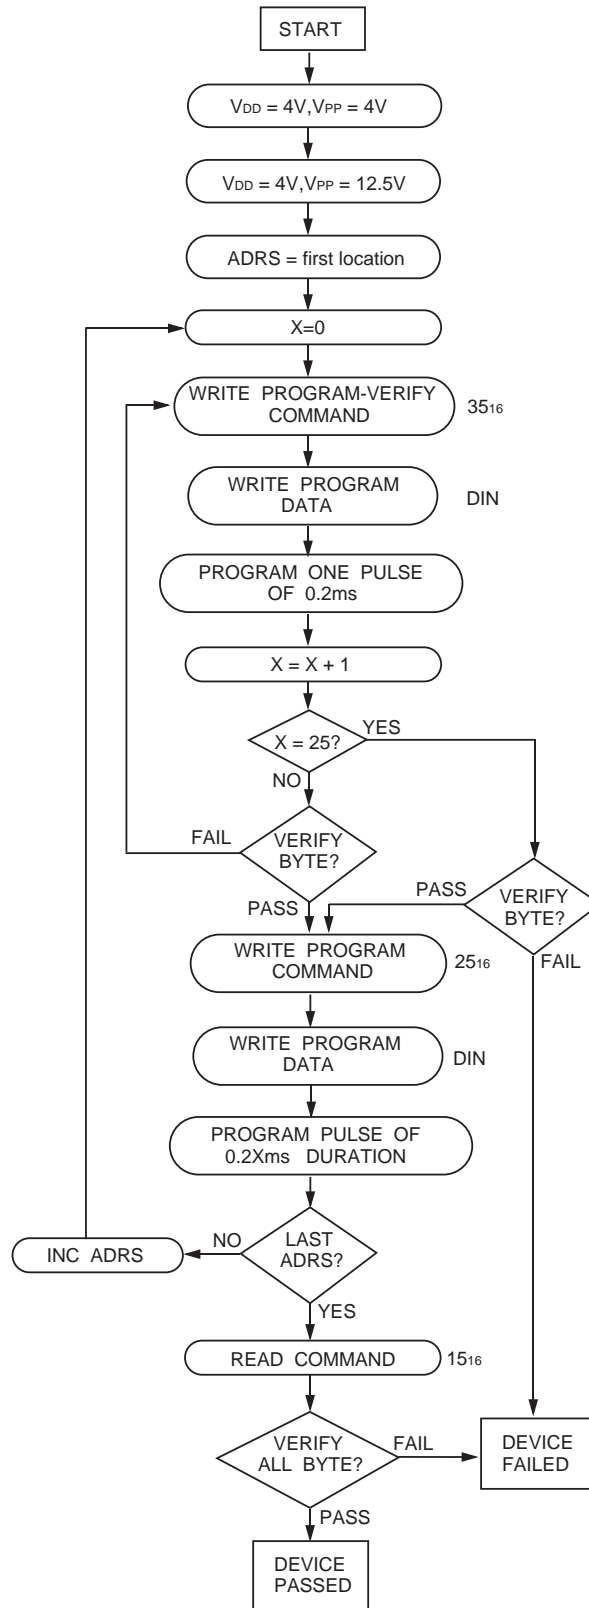 START
VDD = 4V,VPP = 4V
VDD = 4V,VPP = 12.5V
ADRS = first location
X=0
WRITE PROGRAM-VERIFY
COMMAND
3516
WRITE PROGRAM
DATA
DIN
PROGRAM ONE PULSE
OF 0.2ms
X = X + 1
X = 25?
YES
NO
FAIL
VERIFY
BYTE?
PASS
PASS
VERIFY
BYTE?
FAIL
WRITE PROGRAM
COMMAND
2516
WRITE PROGRAM
DATA
DIN
PROGRAM PULSE OF
0.2Xms DURATION
LAST
ADRS?
NO
INC ADRS
YES
READ COMMAND
1516
VERIFY
ALL BYTE?
FAIL
DEVICE
FAILED
PASS
DEVICE
PASSED